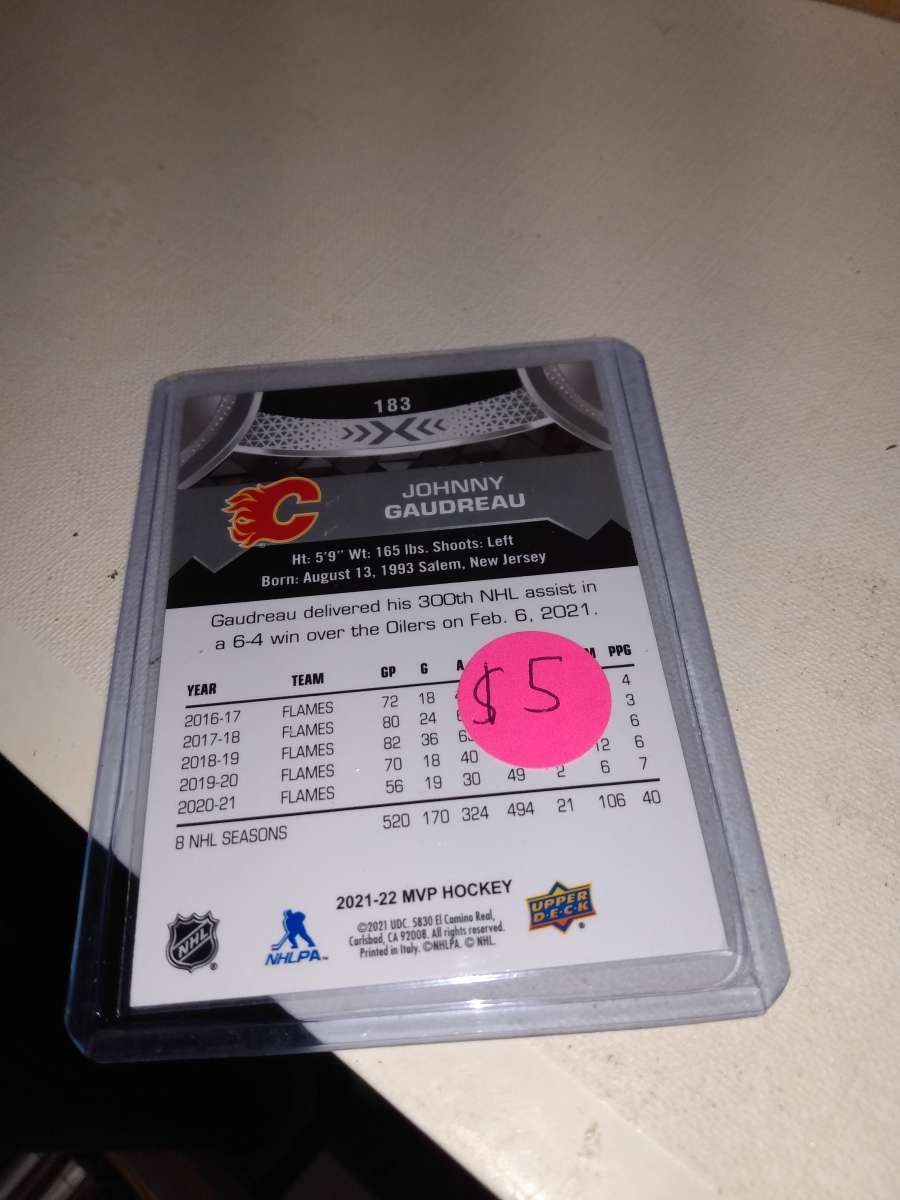 183
JOHNNY
GAUDREAU
Ht: 5'9" Wt: 165 lbs. Shoots: Left
Born: August 13, 1993 Salem, New Jersey
Gaudreau delivered his 300th NHL assist in
a 6-4 win over the Oilers on Feb. 6, 2021.
YEAR TEAM GP G A PPG
2016-17 FLAMES 72 18 4
2017-18 FLAMES 80 24 3
2018-19 FLAMES 82 36 6
2019-20 FLAMES 70 18 40 12 6
2020-21 FLAMES 56 19 30 49 2 6 7
8 NHL SEASONS 520 170 324 494 21 106 40
$5
2021-22 MVP HOCKEY
©2021 UDC. 5830 El Camino Real,
Carlsbad, CA 92008. All rights reserved.
Printed in Italy. ©NHLPA. © NHL.
NHL
NHLPA™
UPPER
D·E·C·K